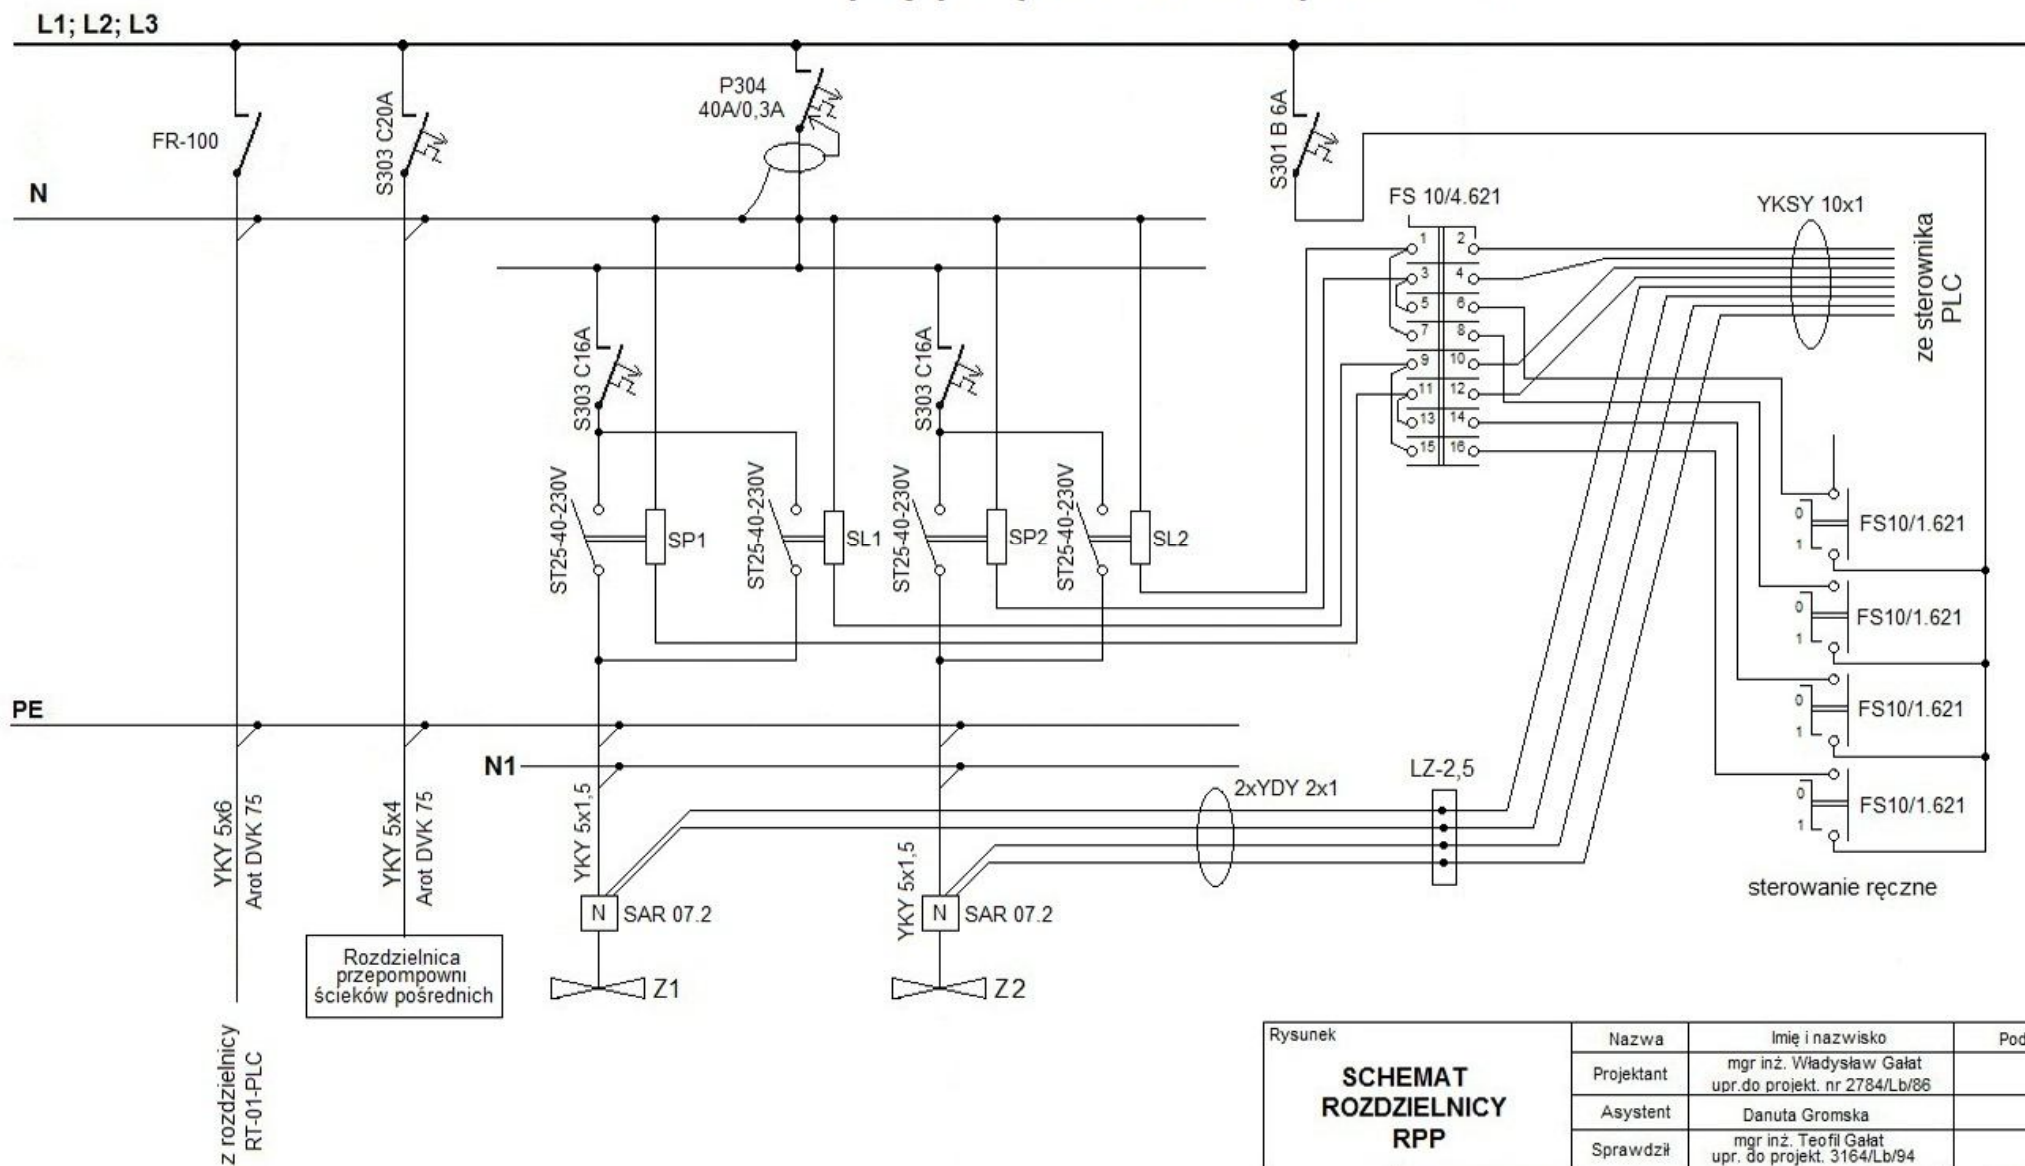 L1; L2; L3
FR-100
S303 C20A
P304
40A/0,3A
S301 B 6A
N
FS 10/4.621
YKSY 10x1
ze sterownika
PLC
1 2
3 4
5 6
7 8
9 10
11 12
13 14
15 16
S303 C16A
S303 C16A
ST25-40-230V
SP1
ST25-40-230V
SL1
ST25-40-230V
SP2
ST25-40-230V
SL2
0
1
FS10/1.621
0
1
FS10/1.621
0
1
FS10/1.621
0
1
FS10/1.621
sterowanie ręczne
PE
N1
LZ-2,5
2xYDY 2x1
YKY 5x6
Arot DVK 75
YKY 5x4
Arot DVK 75
YKY 5x1,5
YKY 5x1,5
N
SAR 07.2
N
SAR 07.2
Z1
Z2
Rozdzielnica
przepompowni
ścieków pośrednich
z rozdzielnicy
RT-01-PLC
Rysunek
SCHEMAT
ROZDZIELNICY
RPP
Nazwa
Imię i nazwisko
Pod
Projektant
mgr inż. Władysław Gałat
upr.do projekt. nr 2784/Lb/86
Asystent
Danuta Gromska
Sprawdził
mgr inż. Teofil Gałat
upr. do projekt. 3164/Lb/94